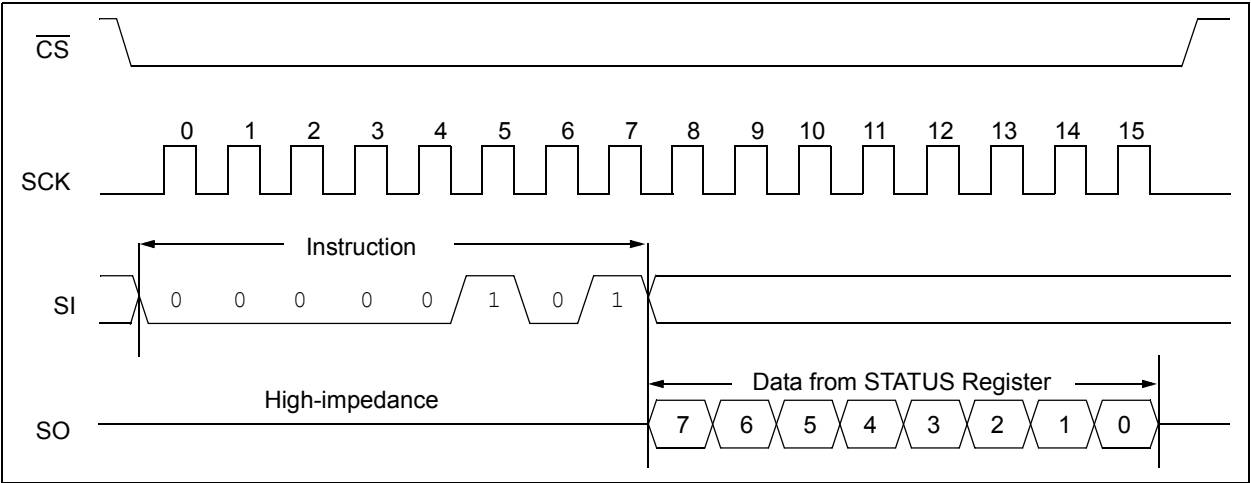 CS
0 1 2 3 4 5 6 7 8 9 10 11 12 13 14 15
SCK
Instruction
SI
0 0 0 0 0 1 0 1
Data from STATUS Register
High-impedance
SO
7 6 5 4 3 2 1 0